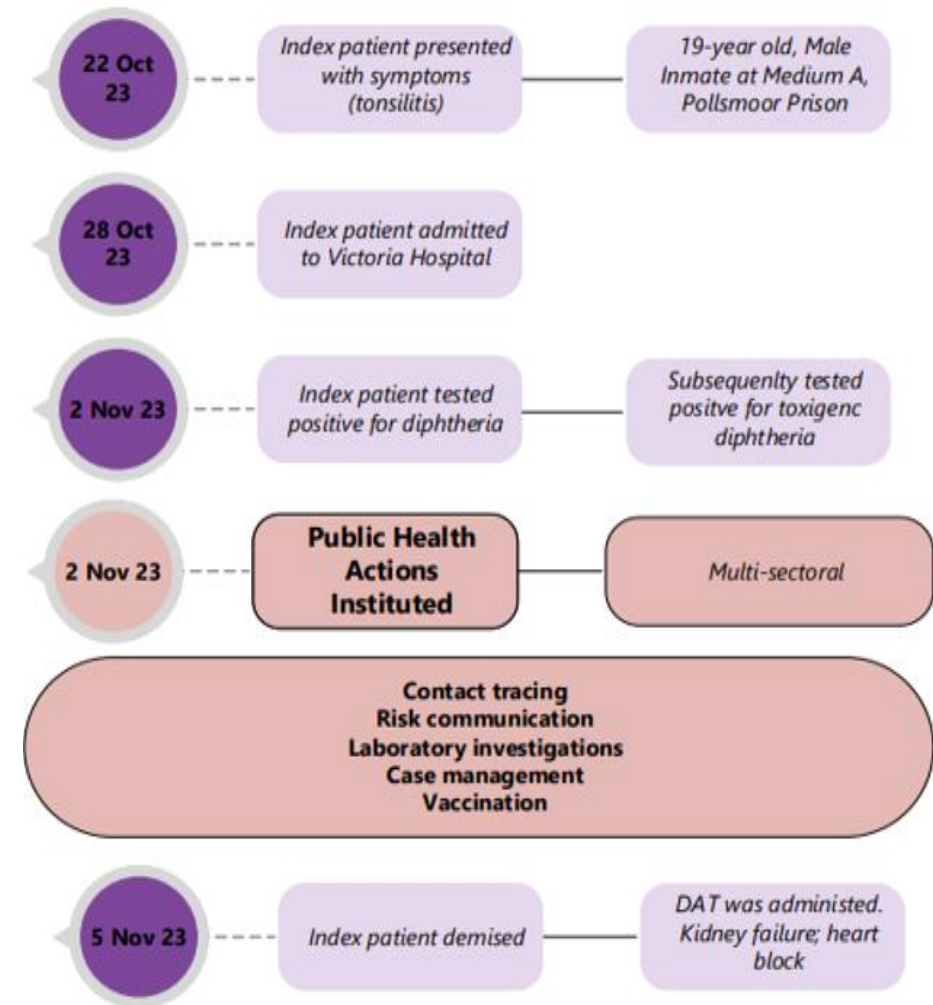 22 Oct
23
Index patient presented
with symptoms
(tonsilitis)
19-year old, Male
Inmate at Medium A,
Pollsmoor Prison
28 Oct
23
Index patient admitted
to Victoria Hospital
2 Nov 23
Index patient tested
positive for diphtheria
Subsequenlty tested
positve for toxigenc
diphtheria
2 Nov 23
Public Health
Actions
Instituted
Multi-sectoral
Contact tracing
Risk communication
Laboratory investigations
Case management
Vaccination
5 Nov 23
Index patient demised
DAT was administed.
Kidney failure; heart
block